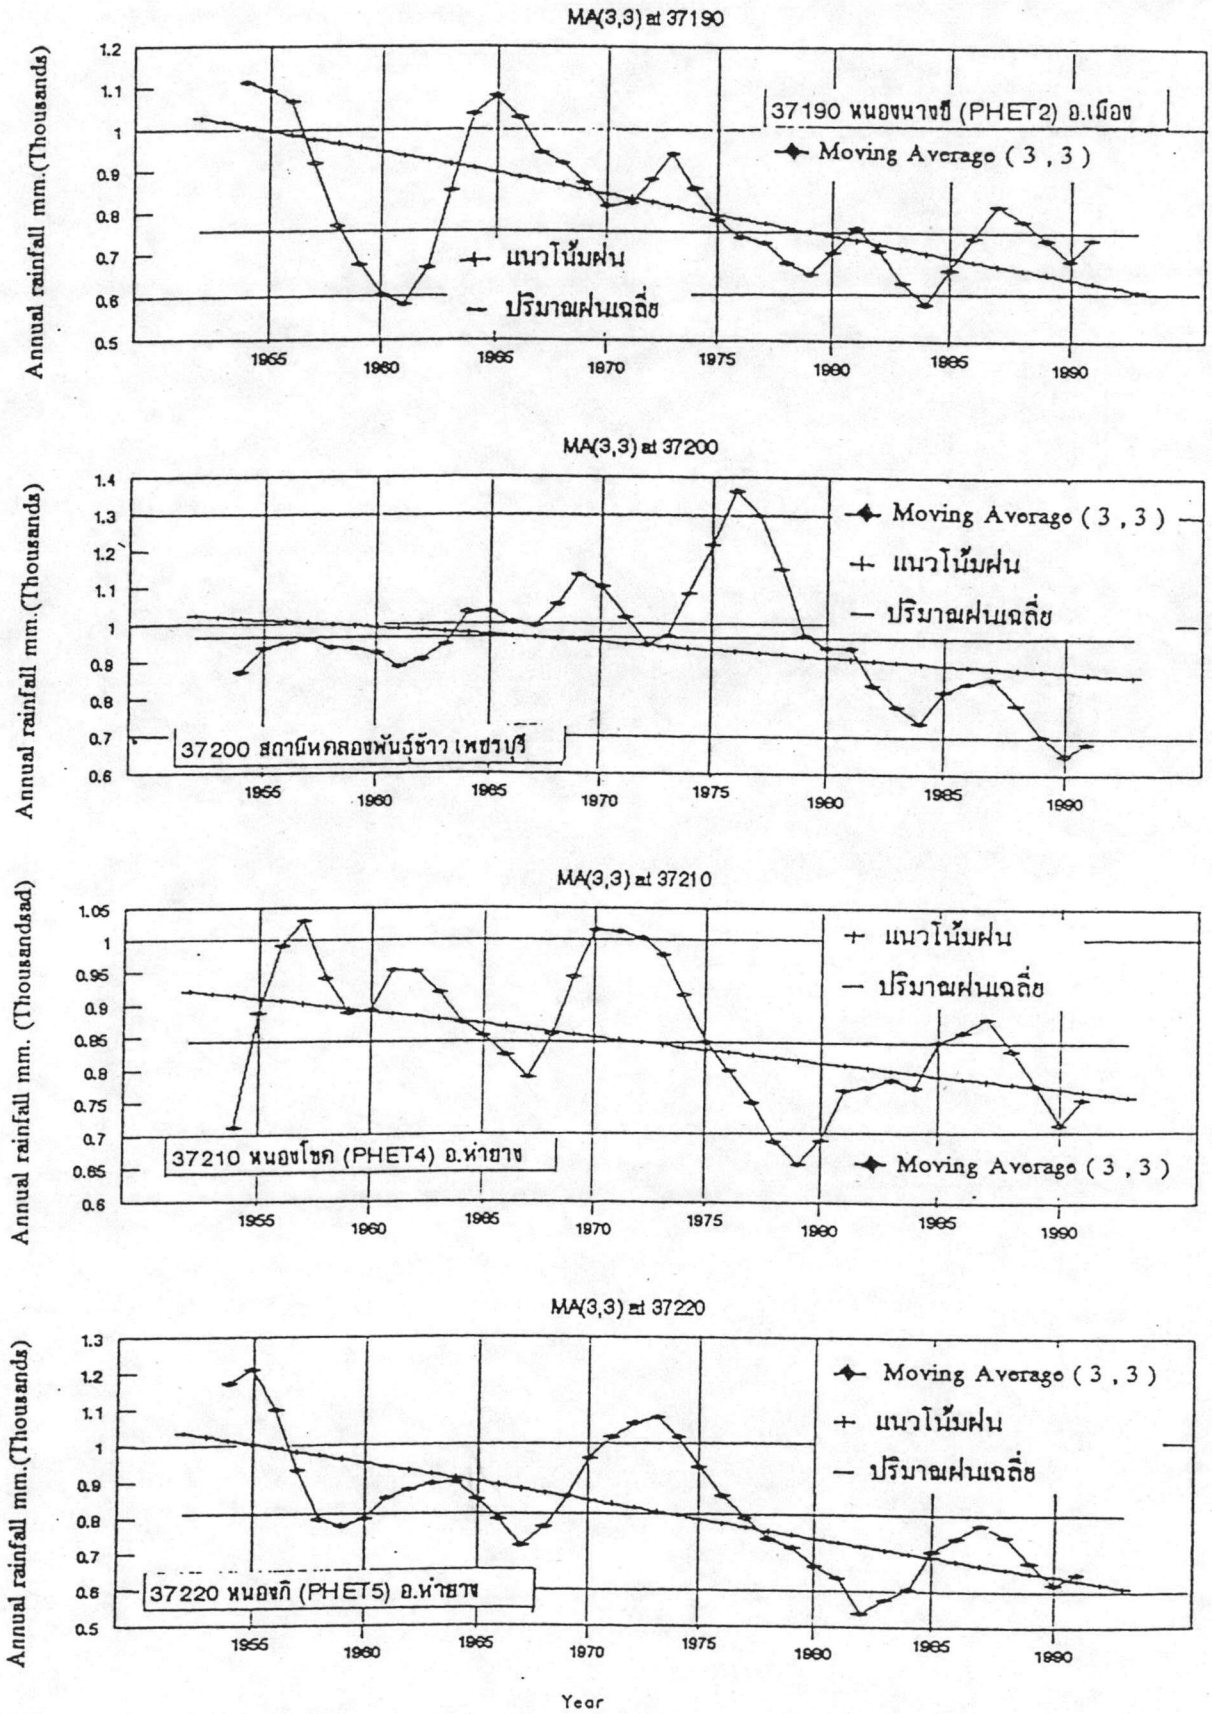 MA(3,3) at 37190
Annual rainfall mm.(Thousands)
1.2
1.1
1
0.9
0.8
0.7
0.6
0.5
37190 หนองนางชี (PHET2) อ.เมือง
Moving Average ( 3 , 3 )
แนวโน้มฝน
ปริมาณฝนเฉลี่ย
1955 1960 1965 1970 1975 1980 1985 1990
MA(3,3) at 37200
Annual rainfall mm.(Thousands)
1.4
1.3
1.2
1.1
1
0.9
0.8
0.7
0.6
Moving Average ( 3 , 3 )
แนวโน้มฝน
ปริมาณฝนเฉลี่ย
37200 สถานีทดลองพันธ์ข้าว เพชรบุรี
1955 1960 1965 1970 1975 1980 1985 1990
MA(3,3) at 37210
Annual rainfall mm. (Thousandsad)
1.05
1
0.95
0.9
0.85
0.8
0.75
0.7
0.65
0.6
แนวโน้มฝน
ปริมาณฝนเฉลี่ย
37210 หนองโชค (PHET4) อ.ท่ายาง
Moving Average ( 3 , 3 )
1955 1960 1965 1970 1975 1980 1985 1990
MA(3,3) at 37220
Annual rainfall mm.(Thousands)
1.3
1.2
1.1
1
0.9
0.8
0.7
0.6
0.5
Moving Average ( 3 , 3 )
แนวโน้มฝน
ปริมาณฝนเฉลี่ย
37220 หนองกี (PHET5) อ.ท่ายาง
1955 1960 1965 1970 1975 1980 1985 1990
Year